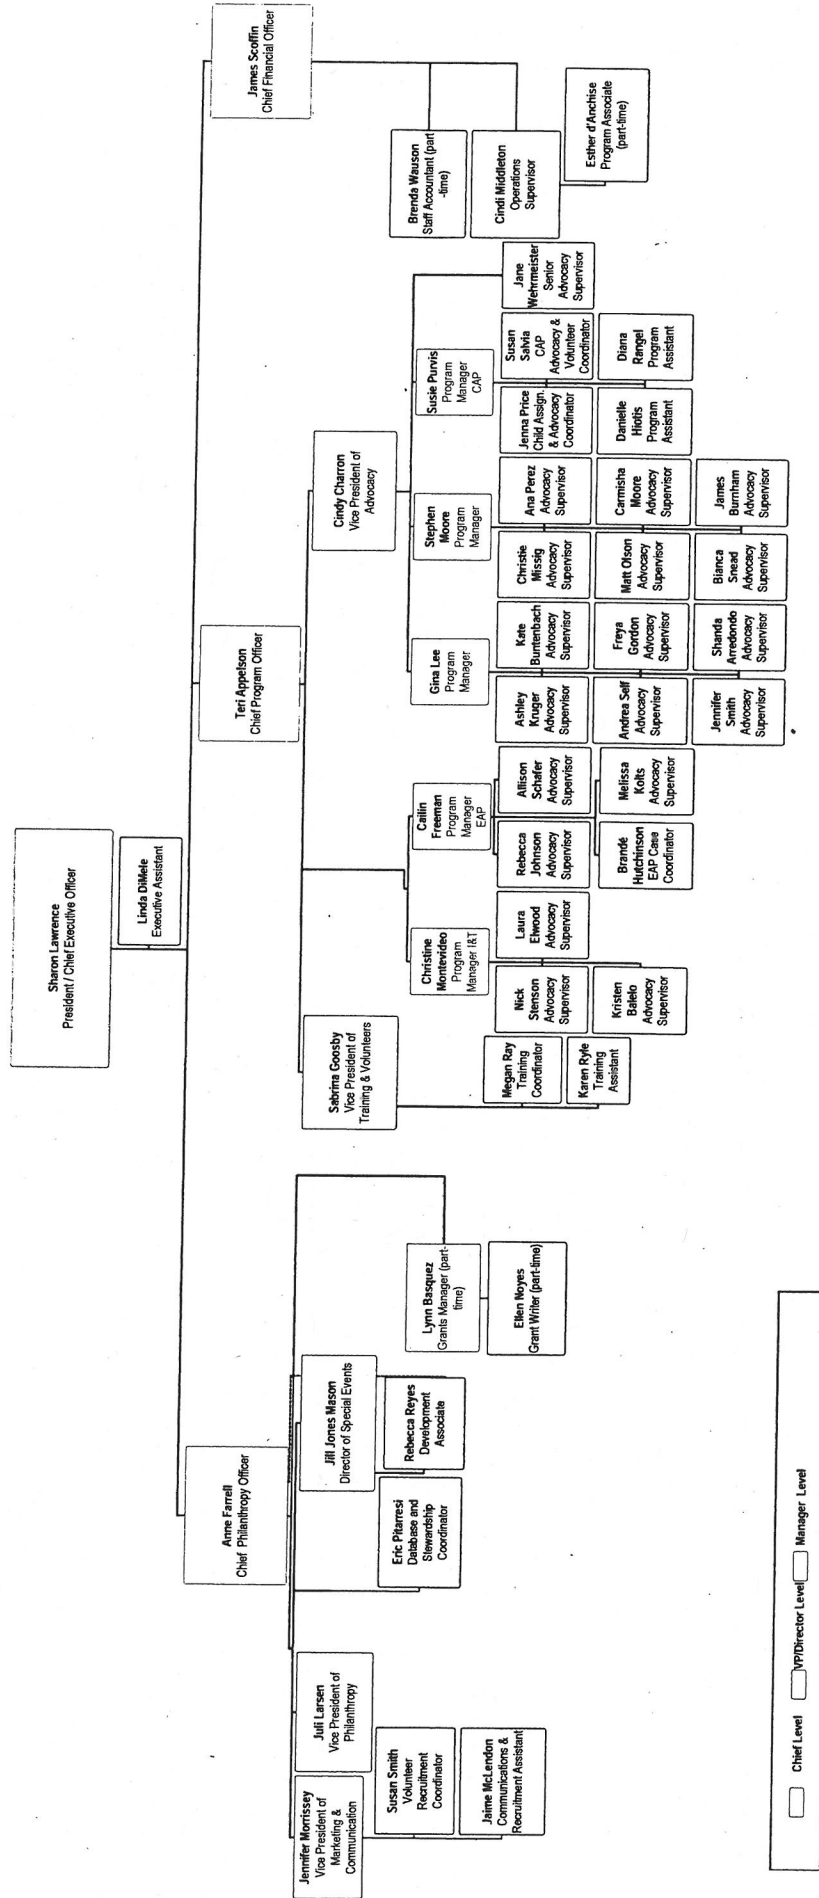 Sharon Lawrence
President / Chief Executive Officer
Linda DiMele
Executive Assistant
Anne Farrell
Chief Philanthropy Officer
Teri Appelson
Chief Program Officer
James Scoffin
Chief Financial Officer
Jennifer Morrissey
Vice President of
Marketing &
Communication
Juli Larsen
Vice President of
Philanthropy
Jill Jones Mason
Director of Special Events
Susan Smith
Volunteer
Recruitment
Coordinator
Jaime McLendon
Communications &
Recruitment Assistant
Eric Pitarresi
Database and
Stewardship
Coordinator
Rebecca Reyes
Development
Associate
Lynn Basquez
Grants Manager (part-
time)
Ellen Noyes
Grant Writer (part-time)
Sabrina Goosby
Vice President of
Training & Volunteers
Megan Ray
Training
Coordinator
Karen Ryle
Training
Assistant
Cindy Charron
Vice President of
Advocacy
Christine
Montevideo
Program
Manager I&T
Nick
Stenson
Advocacy
Supervisor
Laura
Elwood
Advocacy
Supervisor
Kristen
Balelo
Advocacy
Supervisor
Cailin
Freeman
Program
Manager
EAP
Rebecca
Johnson
Advocacy
Supervisor
Allison
Schafer
Advocacy
Supervisor
Brandé
Hutchinson
EAP Case
Coordinator
Melissa
Kolts
Advocacy
Supervisor
Gina Lee
Program
Manager
Ashley
Kruger
Advocacy
Supervisor
Kate
Buntenbach
Advocacy
Supervisor
Andrea Self
Advocacy
Supervisor
Freya
Gordon
Advocacy
Supervisor
Jennifer
Smith
Advocacy
Supervisor
Shanda
Arredondo
Advocacy
Supervisor
Stephen
Moore
Program
Manager
Christie
Missig
Advocacy
Supervisor
Ana Perez
Advocacy
Supervisor
Matt Olson
Advocacy
Supervisor
Carmisha
Moore
Advocacy
Supervisor
Bianca
Snead
Advocacy
Supervisor
James
Burnham
Advocacy
Supervisor
Susie Purvis
Program
Manager
CAP
Jenna Price
Child Assign.
& Advocacy
Coordinator
Susan
Salvia
CAP
Advocacy &
Volunteer
Coordinator
Danielle
Hiotis
Program
Assistant
Diana
Rangel
Program
Assistant
Jane
Wehrmeister
Senior
Advocacy
Supervisor
Brenda Wauson
Staff Accountant (part
-time)
Cindi Middleton
Operations
Supervisor
Esther d'Anchise
Program Associate
(part-time)
Chief Level
VP/Director Level
Manager Level